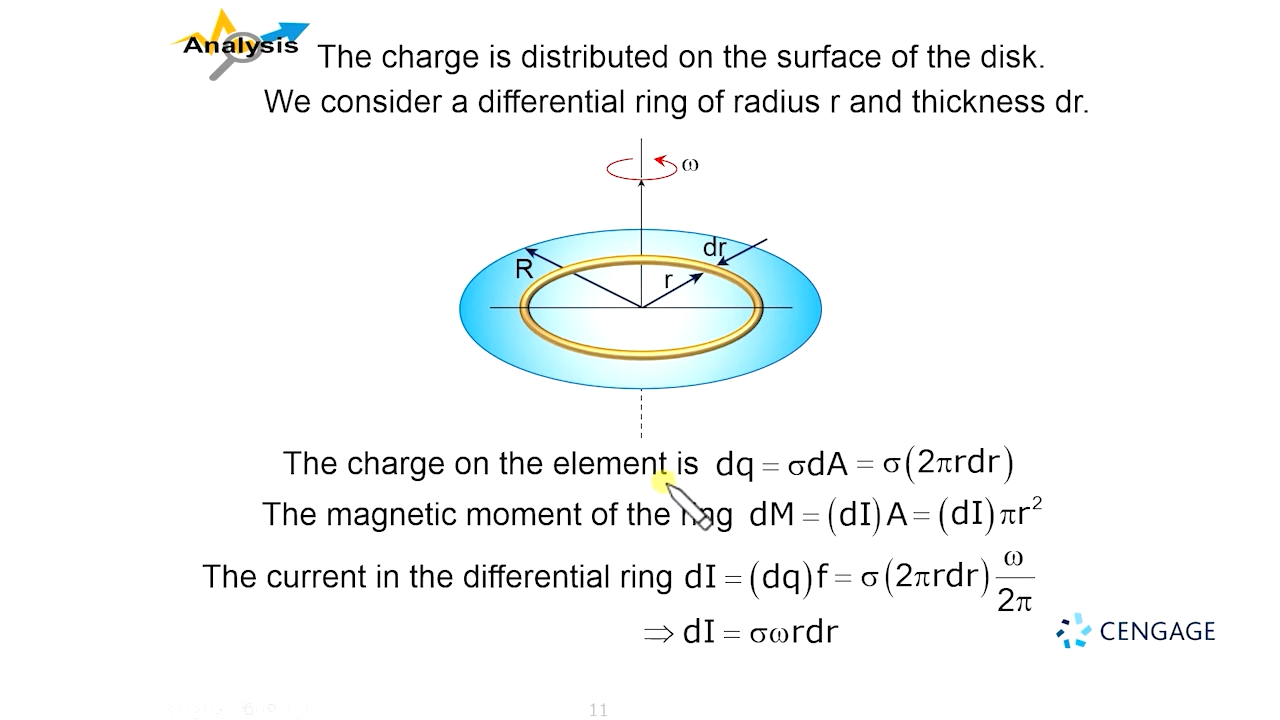 Analysis
The charge is distributed on the surface of the disk.
We consider a differential ring of radius r and thickness dr.
ω
dr
R
r
The charge on the element is dq = σdA = σ(2πrdr)
The magnetic moment of the ring dM = (dI)A = (dI)πr²
The current in the differential ring dI = (dq)f = σ(2πrdr) ω/2π
⇒ dI = σωrdr
CENGAGE
11